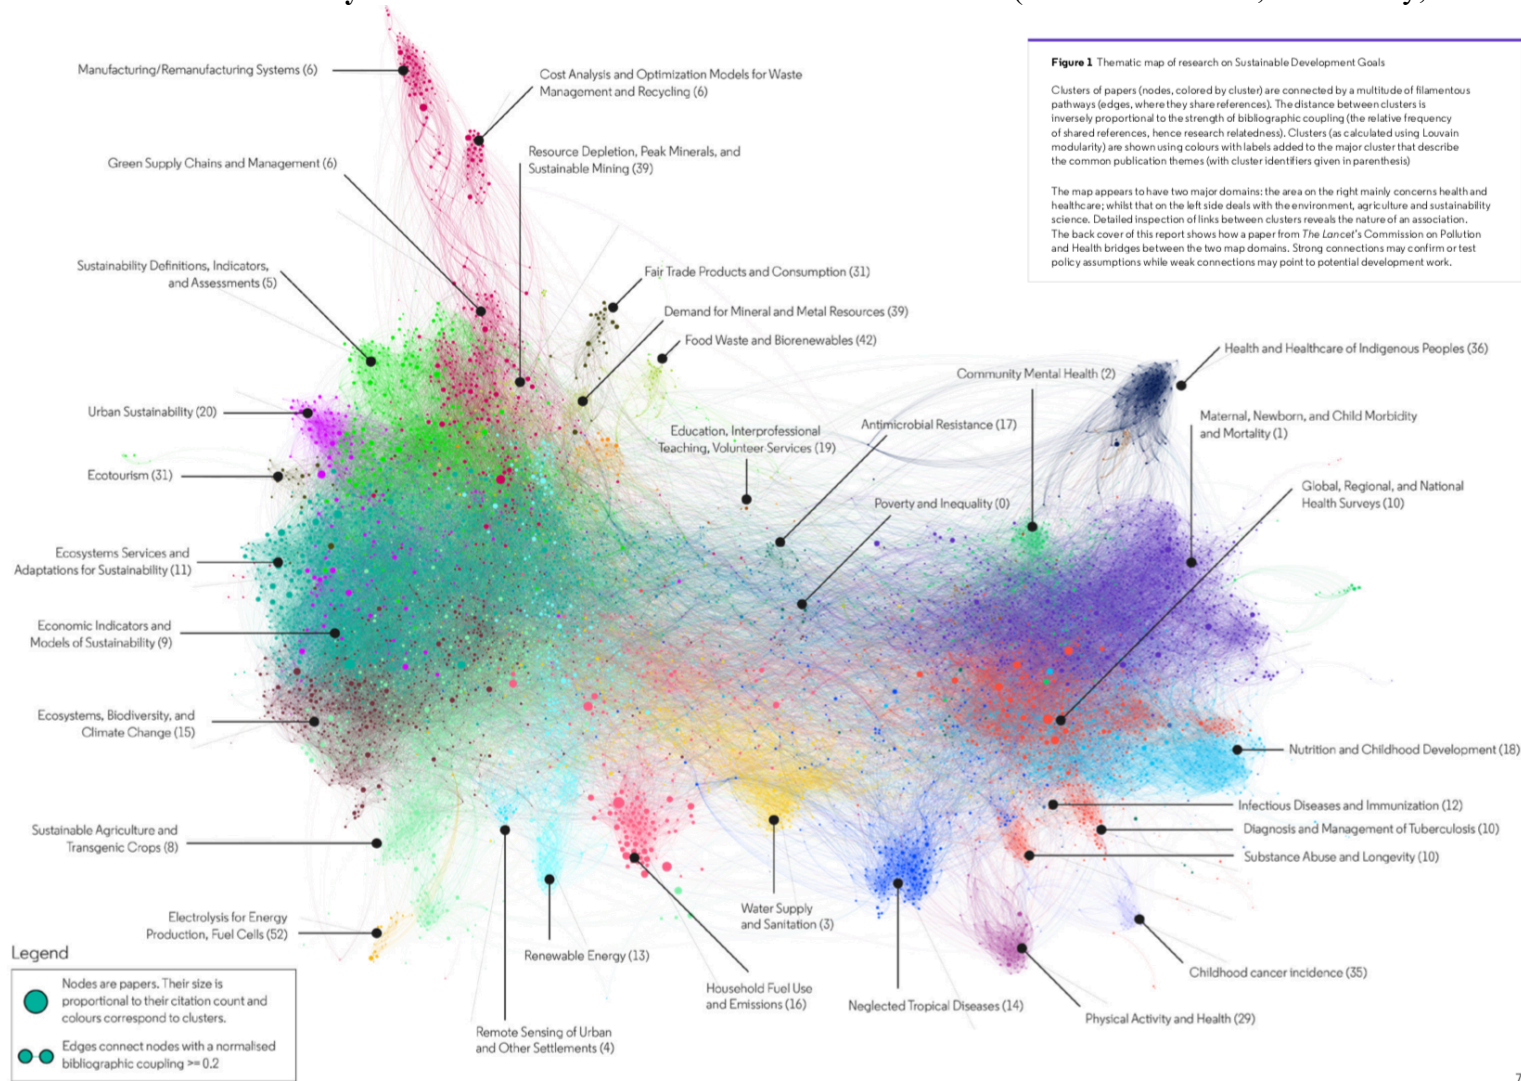 Manufacturing/Remanufacturing Systems (6)
Cost Analysis and Optimization Models for Waste
Management and Recycling (6)
Green Supply Chains and Management (6)
Resource Depletion, Peak Minerals, and
Sustainable Mining (39)
Sustainability Definitions, Indicators,
and Assessments (5)
Fair Trade Products and Consumption (31)
Demand for Mineral and Metal Resources (39)
Food Waste and Biorenewables (42)
Urban Sustainability (20)
Ecotourism (31)
Education, Interprofessional
Teaching, Volunteer Services (19)
Antimicrobial Resistance (17)
Community Mental Health (2)
Poverty and Inequality (0)
Health and Healthcare of Indigenous Peoples (36)
Maternal, Newborn, and Child Morbidity
and Mortality (1)
Global, Regional, and National
Health Surveys (10)
Ecosystems Services and
Adaptations for Sustainability (11)
Economic Indicators and
Models of Sustainability (9)
Ecosystems, Biodiversity, and
Climate Change (15)
Sustainable Agriculture and
Transgenic Crops (8)
Electrolysis for Energy
Production, Fuel Cells (52)
Remote Sensing of Urban
and Other Settlements (4)
Renewable Energy (13)
Household Fuel Use
and Emissions (16)
Water Supply
and Sanitation (3)
Neglected Tropical Diseases (14)
Physical Activity and Health (29)
Childhood cancer incidence (35)
Substance Abuse and Longevity (10)
Diagnosis and Management of Tuberculosis (10)
Infectious Diseases and Immunization (12)
Nutrition and Childhood Development (18)
Figure 1 Thematic map of research on Sustainable Development Goals
Clusters of papers (nodes, colored by cluster) are connected by a multitude of filamentous
pathways (edges, where they share references). The distance between clusters is
inversely proportional to the strength of bibliographic coupling (the relative frequency
of shared references, hence research relatedness). Clusters (as calculated using Louvain
modularity) are shown using colours with labels added to the major cluster that describe
the common publication themes (with cluster identifiers given in parenthesis)
The map appears to have two major domains: the area on the right mainly concerns health and
healthcare; whilst that on the left side deals with the environment, agriculture and sustainability
science. Detailed inspection of links between clusters reveals the nature of an association.
The back cover of this report shows how a paper from The Lancet's Commission on Pollution
and Health bridges between the two map domains. Strong connections may confirm or test
policy assumptions while weak connections may point to potential development work.
Legend
Nodes are papers. Their size is
proportional to their citation count and
colours correspond to clusters.
Edges connect nodes with a normalised
bibliographic coupling >= 0.2
7